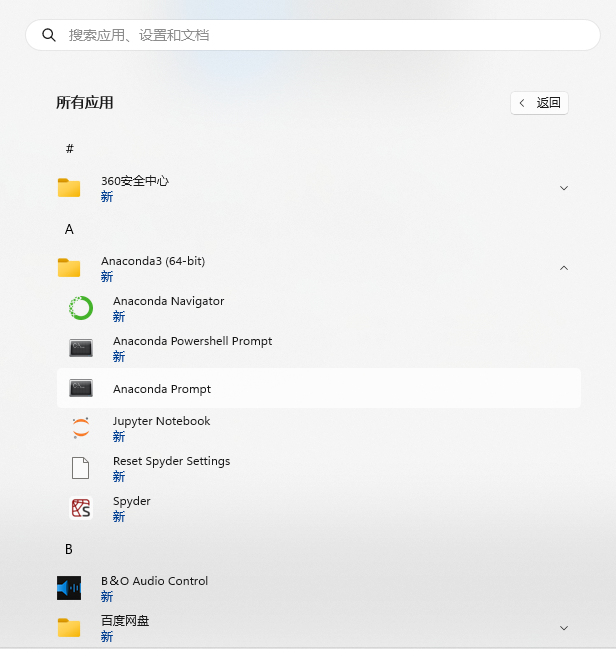 搜索应用、设置和文档
所有应用
返回
#
360安全中心
新
A
Anaconda3 (64-bit)
新
Anaconda Navigator
新
Anaconda Powershell Prompt
新
Anaconda Prompt
Jupyter Notebook
新
Reset Spyder Settings
新
Spyder
新
B
B&O Audio Control
新
百度网盘
新